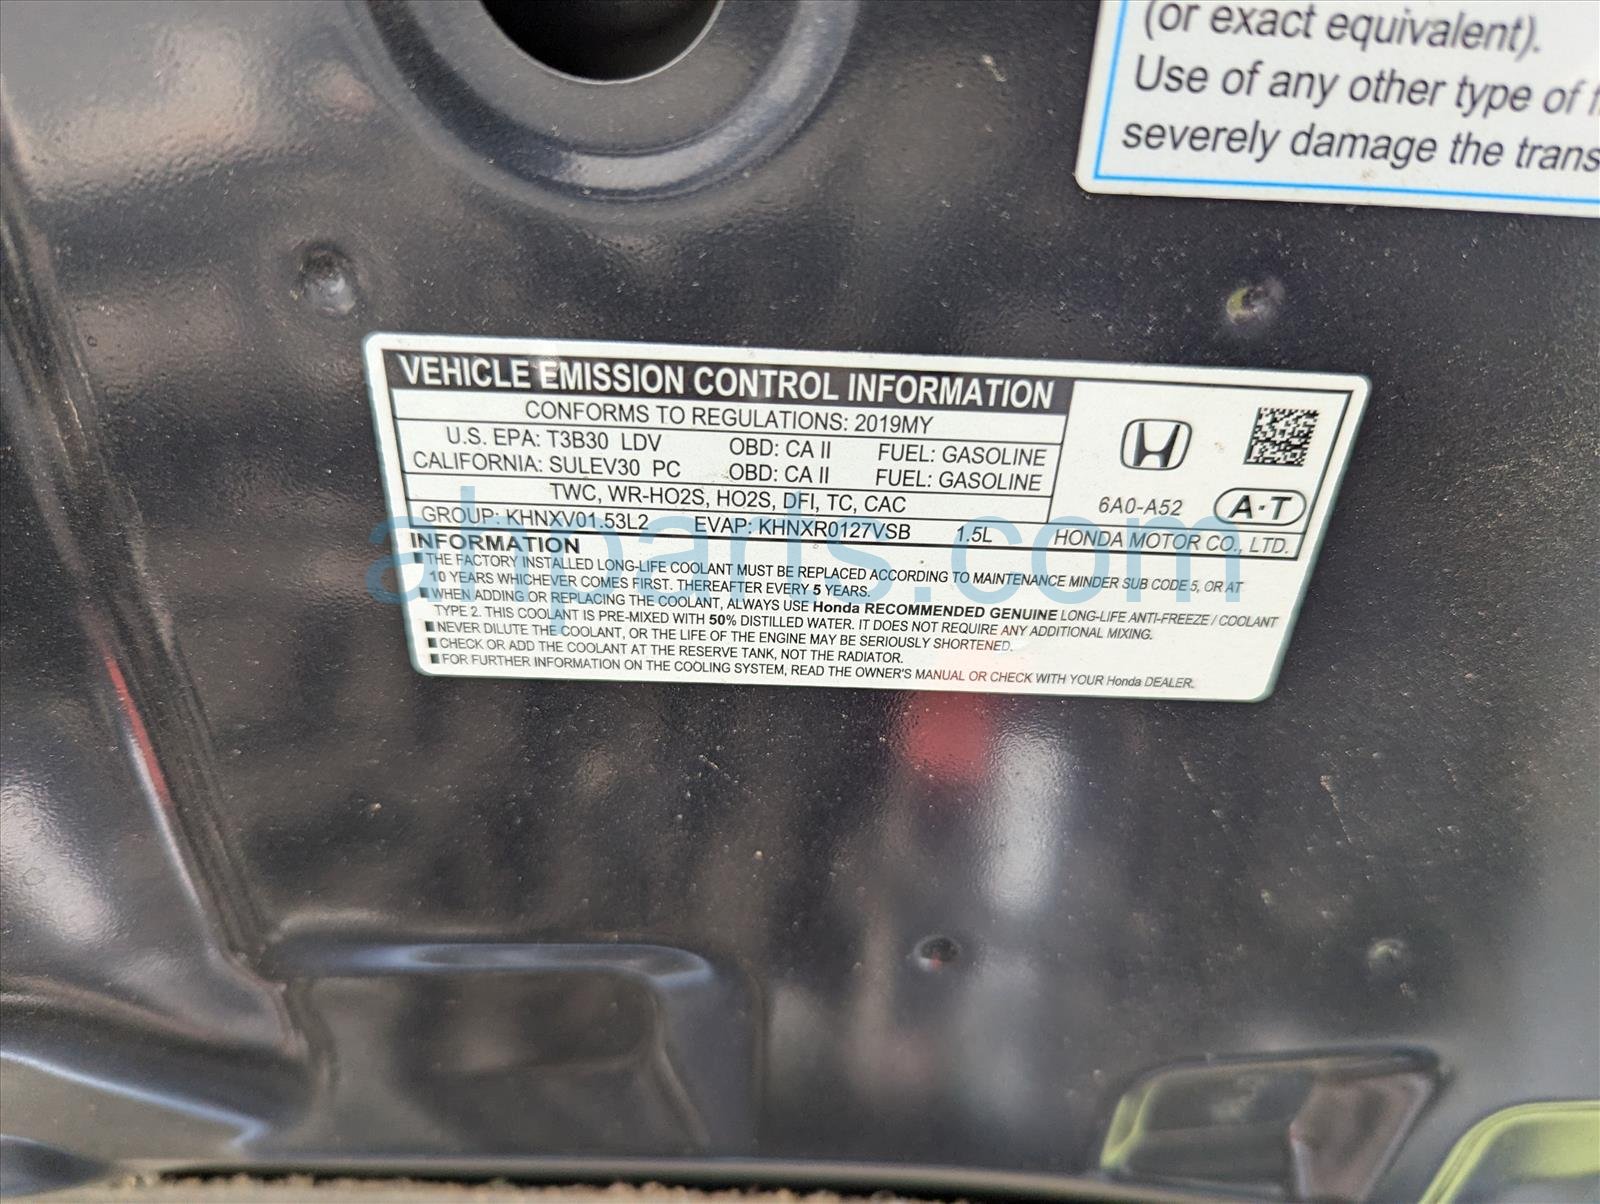 (or exact equivalent).
Use of any other type of
severely damage the trans
VEHICLE EMISSION CONTROL INFORMATION
CONFORMS TO REGULATIONS: 2019MY
U.S. EPA: T3B30 LDV OBD: CA II FUEL: GASOLINE
CALIFORNIA: SULEV30 PC OBD: CA II FUEL: GASOLINE
TWC, WR-HO2S, HO2S, DFI, TC, CAC
6A0-A52 A-T
GROUP: KHNXV01.53L2 EVAP: KHNXR0127VSB 1.5L HONDA MOTOR CO., LTD.
INFORMATION
■THE FACTORY INSTALLED LONG-LIFE COOLANT MUST BE REPLACED ACCORDING TO MAINTENANCE MINDER SUB CODE 5, OR AT
10 YEARS WHICHEVER COMES FIRST. THEREAFTER EVERY 5 YEARS.
■WHEN ADDING OR REPLACING THE COOLANT, ALWAYS USE Honda RECOMMENDED GENUINE LONG-LIFE ANTI-FREEZE / COOLANT
TYPE 2. THIS COOLANT IS PRE-MIXED WITH 50% DISTILLED WATER. IT DOES NOT REQUIRE ANY ADDITIONAL MIXING.
■NEVER DILUTE THE COOLANT, OR THE LIFE OF THE ENGINE MAY BE SERIOUSLY SHORTENED.
■CHECK OR ADD THE COOLANT AT THE RESERVE TANK, NOT THE RADIATOR.
■FOR FURTHER INFORMATION ON THE COOLING SYSTEM, READ THE OWNER'S MANUAL OR CHECK WITH YOUR Honda DEALER.
allparts.com